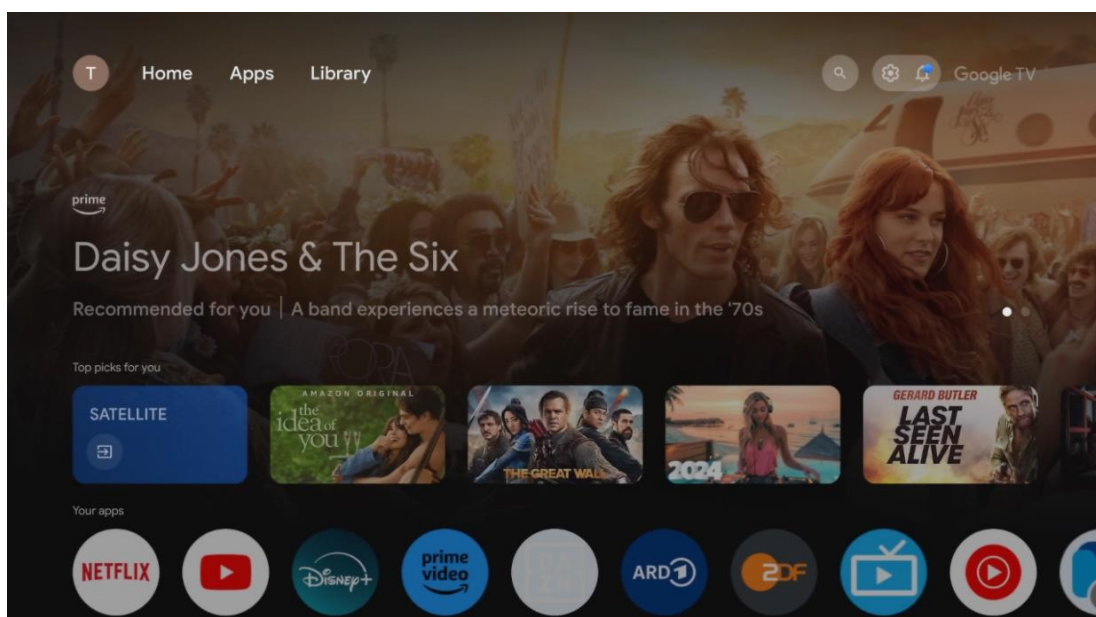 T
Home
Apps
Library
Google TV
prime
Daisy Jones & The Six
Recommended for you | A band experiences a meteoric rise to fame in the '70s
Top picks for you
SATELLITE
AMAZON ORIGINAL
the
idea of
you
THE GREAT WALL
2024
GERARD BUTLER
LAST
SEEN
ALIVE
Your apps
NETFLIX
Disney+
prime
video
ARD 1
2DF